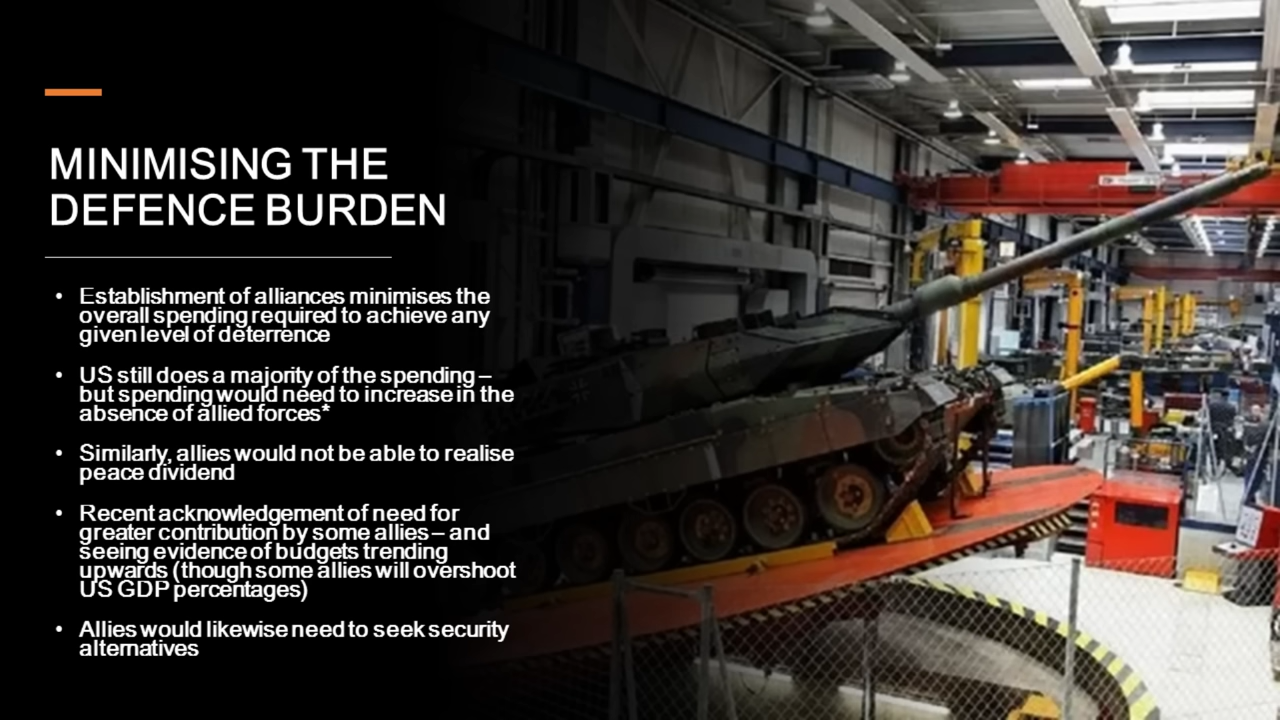 MINIMISING THE
DEFENCE BURDEN
• Establishment of alliances minimises the
overall spending required to achieve any
given level of deterrence
• US still does a majority of the spending –
but spending would need to increase in the
absence of allied forces*
• Similarly, allies would not be able to realise
peace dividend
• Recent acknowledgement of need for
greater contribution by some allies – and
seeing evidence of budgets trending
upwards (though some allies will overshoot
US GDP percentages)
• Allies would likewise need to seek security
alternatives